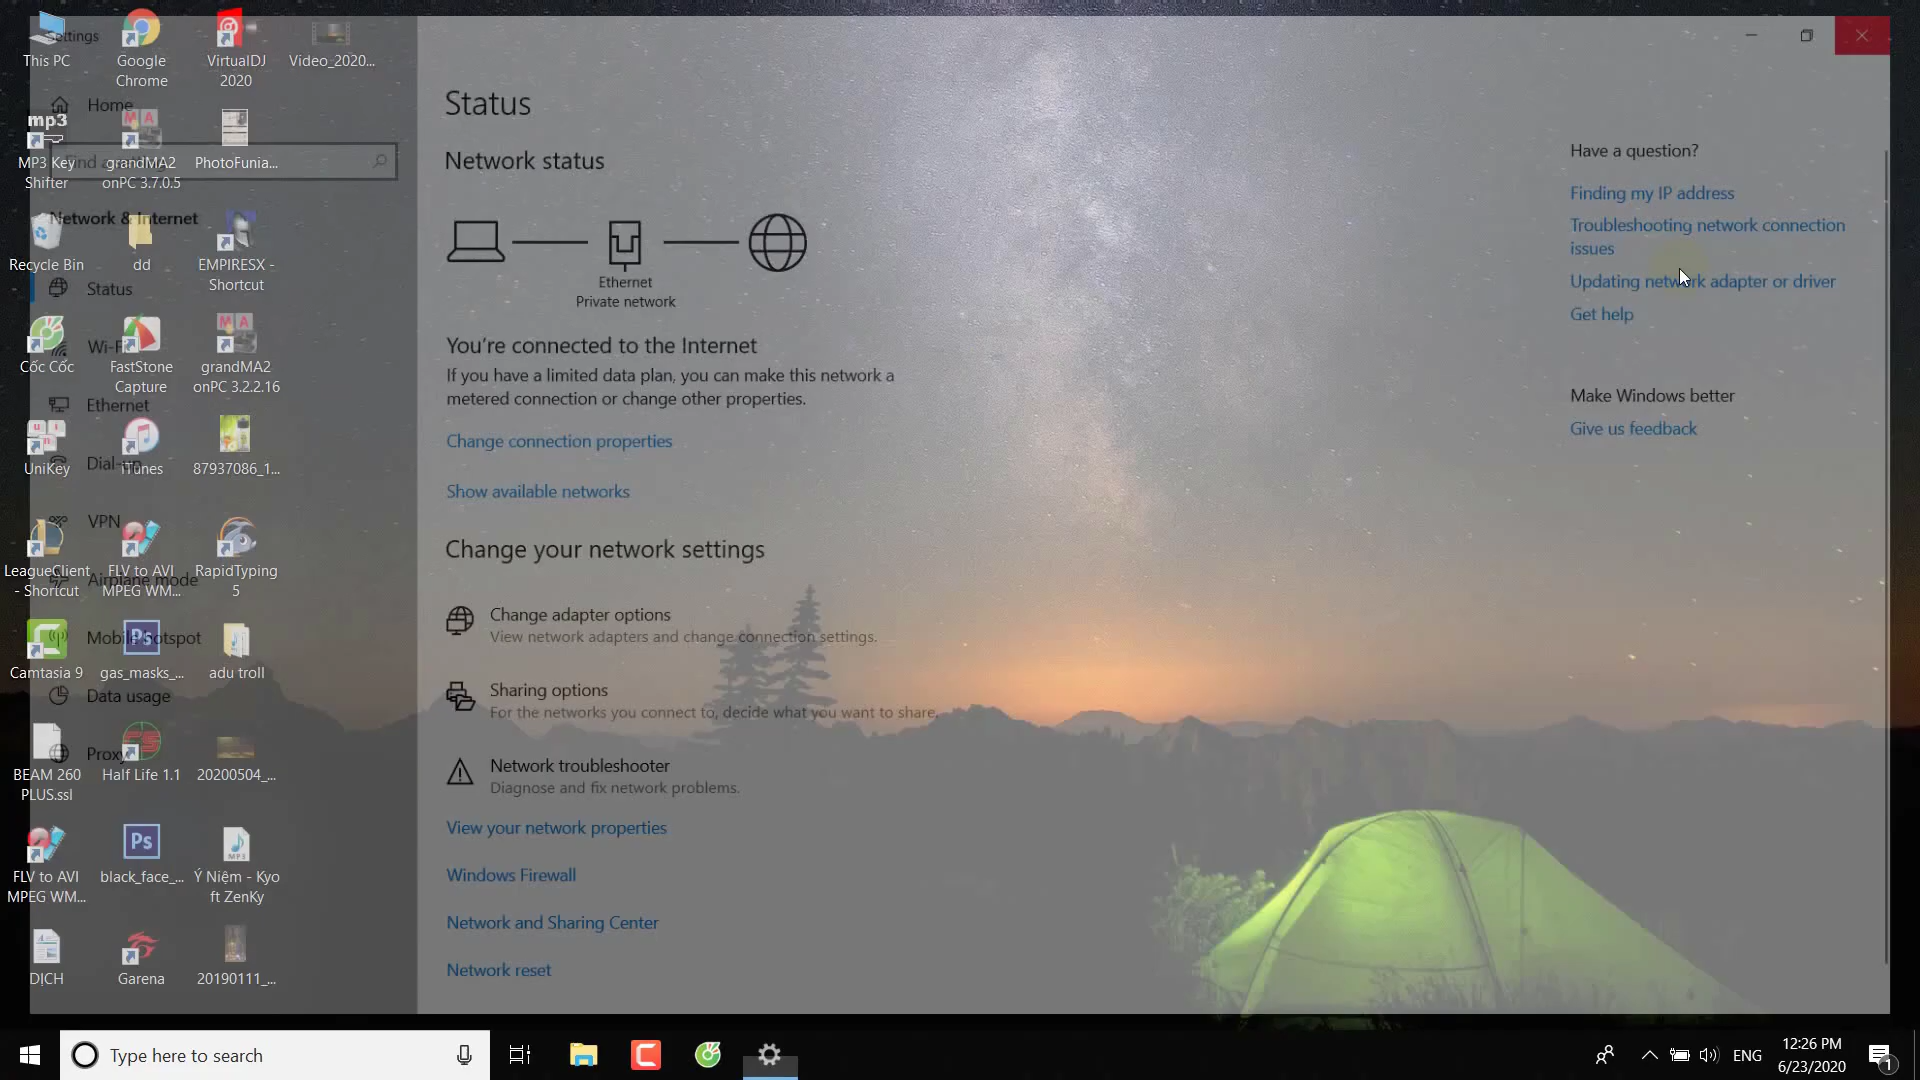 Settings
This PC
Google
Chrome
VirtualDJ
2020
Video_2020...
Home
mp3
MP3 Key
Shifter
MA
grandMA2
onPC 3.7.0.5
PhotoFunia...
Find a setting
Network & Internet
Recycle Bin
dd
EMPIRESX -
Shortcut
Status
Cốc Cốc
Wi-Fi
FastStone
Capture
MA
grandMA2
onPC 3.2.2.16
Ethernet
UniKey
Dial-up
iTunes
87937086_1...
VPN
LeagueClient
- Shortcut
FLV to AVI
MPEG WM...
RapidTyping
5
Airplane mode
Ps
Mobile hotspot
Camtasia 9
gas_masks_...
adu troll
Data usage
Proxy
BEAM 260
PLUS.ssl
Half Life 1.1
20200504_...
FLV to AVI
MPEG WM...
Ps
black_face_...
MP3
Ý Niệm - Kyo
ft ZenKy
DỊCH
Garena
20190111_...
Status
Network status
Ethernet
Private network
You're connected to the Internet
If you have a limited data plan, you can make this network a
metered connection or change other properties.
Change connection properties
Show available networks
Change your network settings
Change adapter options
View network adapters and change connection settings.
Sharing options
For the networks you connect to, decide what you want to share.
Network troubleshooter
Diagnose and fix network problems.
View your network properties
Windows Firewall
Network and Sharing Center
Network reset
Have a question?
Finding my IP address
Troubleshooting network connection
issues
Updating network adapter or driver
Get help
Make Windows better
Give us feedback
Type here to search
ENG
12:26 PM
6/23/2020
1